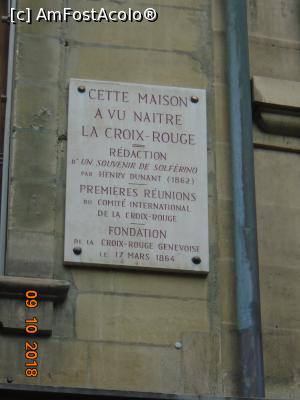 [c] AmFostAcolo®
CETTE MAISON
A VU NAITRE
LA CROIX-ROUGE
RÉDACTION
D'UN SOUVENIR DE SOLFÉRINO
PAR HENRY DUNANT (1862)
PREMIÈRES RÉUNIONS
DU COMITÉ INTERNATIONAL
DE LA CROIX-ROUGE
FONDATION
DE LA CROIX-ROUGE GENEVOISE
LE 17 MARS 1864
09 10 2018